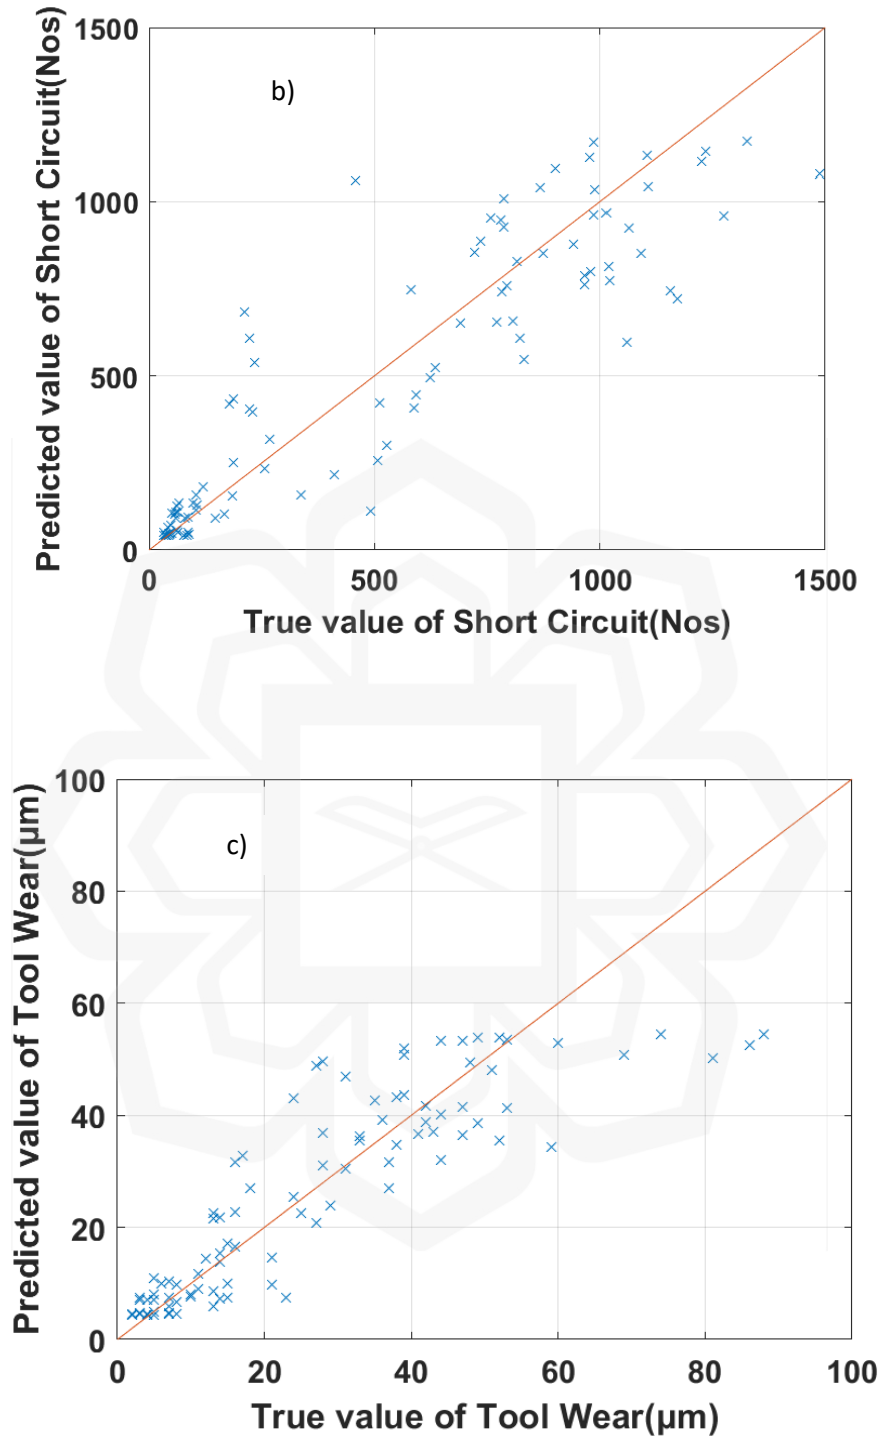 b)
Predicted value of Short Circuit(Nos)
1500
1000
500
0
0 500 1000 1500
True value of Short Circuit(Nos)
c)
Predicted value of Tool Wear(µm)
100
80
60
40
20
0
0 20 40 60 80 100
True value of Tool Wear(µm)